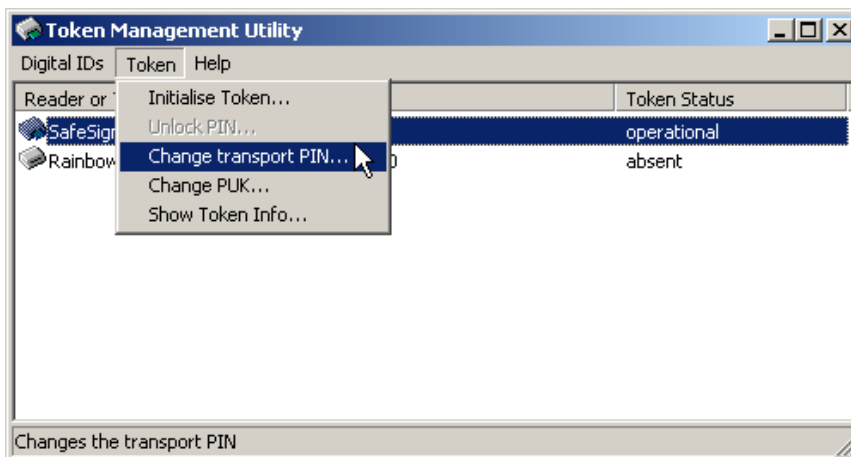 Token Management Utility
Digital IDs Token Help
Reader or Token Status
Initialise Token...
SafeSign operational
Unlock PIN...
Rainbow absent
Change transport PIN...
Change PUK...
Show Token Info...
Changes the transport PIN